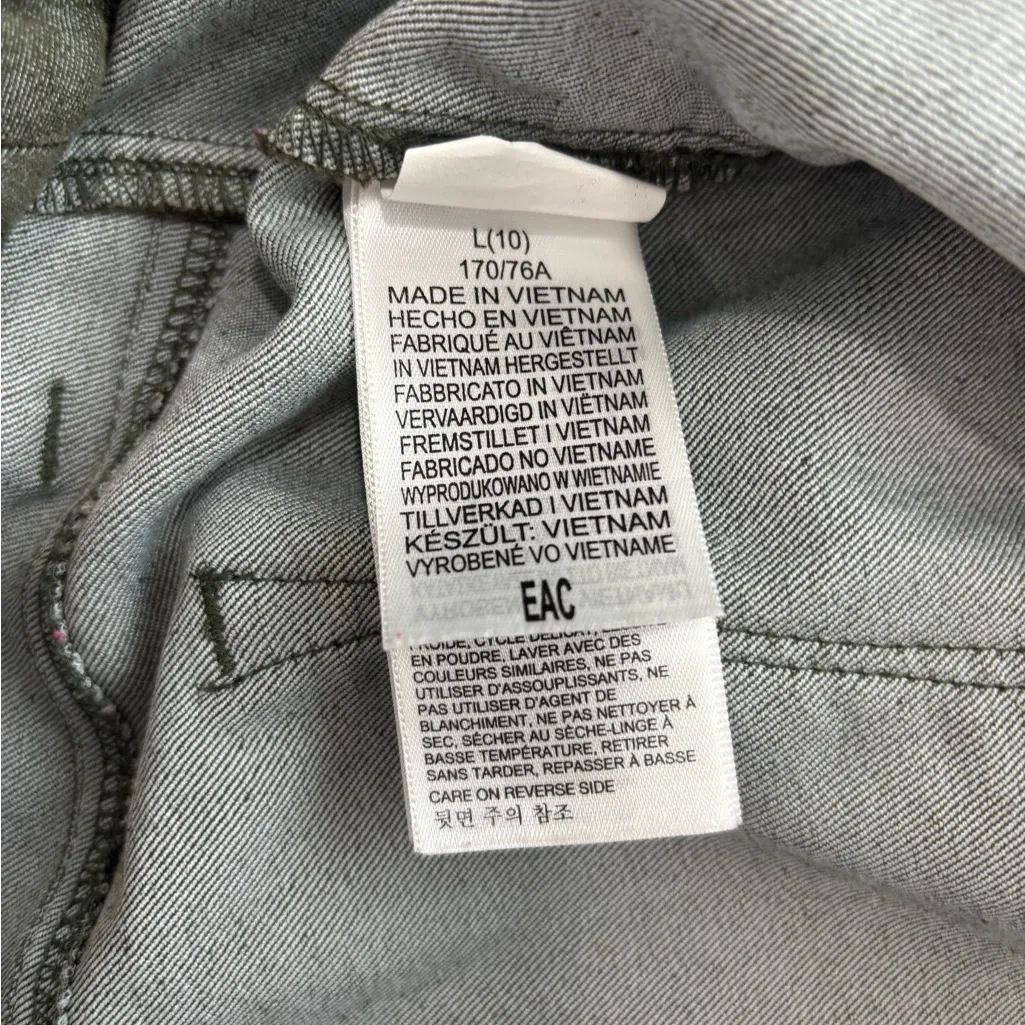 L(10)
170/76A
MADE IN VIETNAM
HECHO EN VIETNAM
FABRIQUÉ AU VIÊTNAM
IN VIETNAM HERGESTELLT
FABBRICATO IN VIETNAM
VERVAARDIGD IN VIËTNAM
FREMSTILLET I VIETNAM
FABRICADO NO VIETNAME
WYPRODUKOWANO W WIETNAMIE
TILLVERKAD I VIETNAM
KÉSZÜLT: VIETNAM
VYROBENÉ VO VIETNAME
EAC
FROIDE, CYCLE DÉLICAT,
EN POUDRE, LAVER AVEC DES
COULEURS SIMILAIRES, NE PAS
UTILISER D'ASSOUPLISSANTS, NE
PAS UTILISER D'AGENT DE
BLANCHIMENT, NE PAS NETTOYER À
SEC, SÉCHER AU SÈCHE-LINGE À
BASSE TEMPÉRATURE, RETIRER
SANS TARDER, REPASSER À BASSE
CARE ON REVERSE SIDE
뒷면 주의 참조